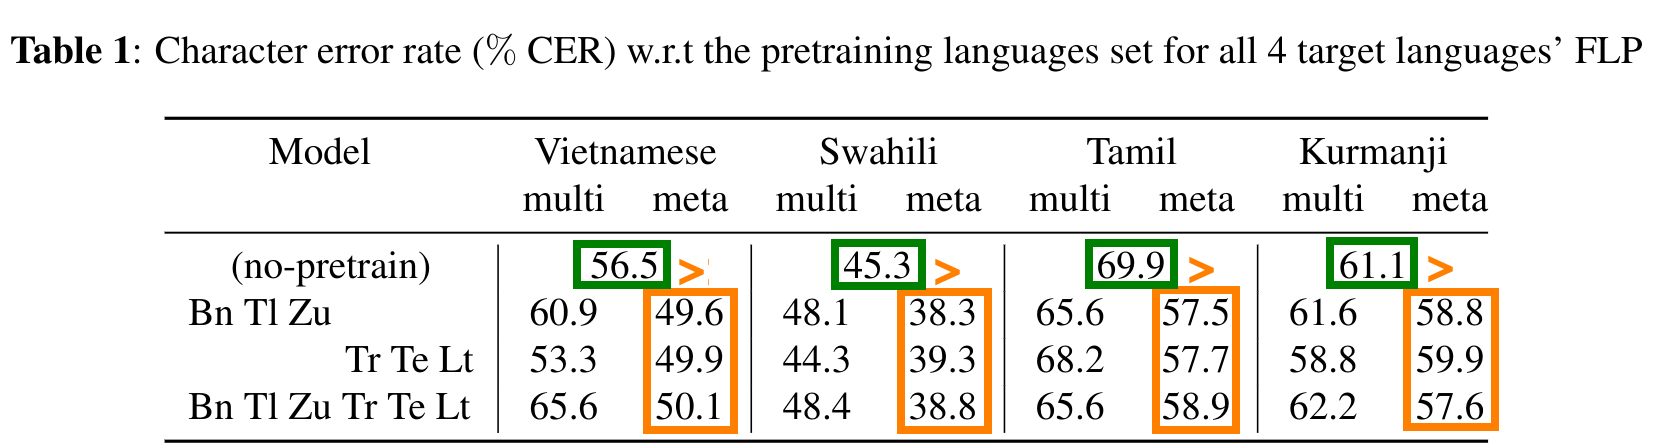 Table 1: Character error rate (% CER) w.r.t the pretraining languages set for all 4 target languages' FLP
Model Vietnamese Swahili Tamil Kurmanji
multi meta multi meta multi meta multi meta
(no-pretrain) 56.5 > 45.3 > 69.9 > 61.1 >
Bn Tl Zu 60.9 49.6 48.1 38.3 65.6 57.5 61.6 58.8
Tr Te Lt 53.3 49.9 44.3 39.3 68.2 57.7 58.8 59.9
Bn Tl Zu Tr Te Lt 65.6 50.1 48.4 38.8 65.6 58.9 62.2 57.6